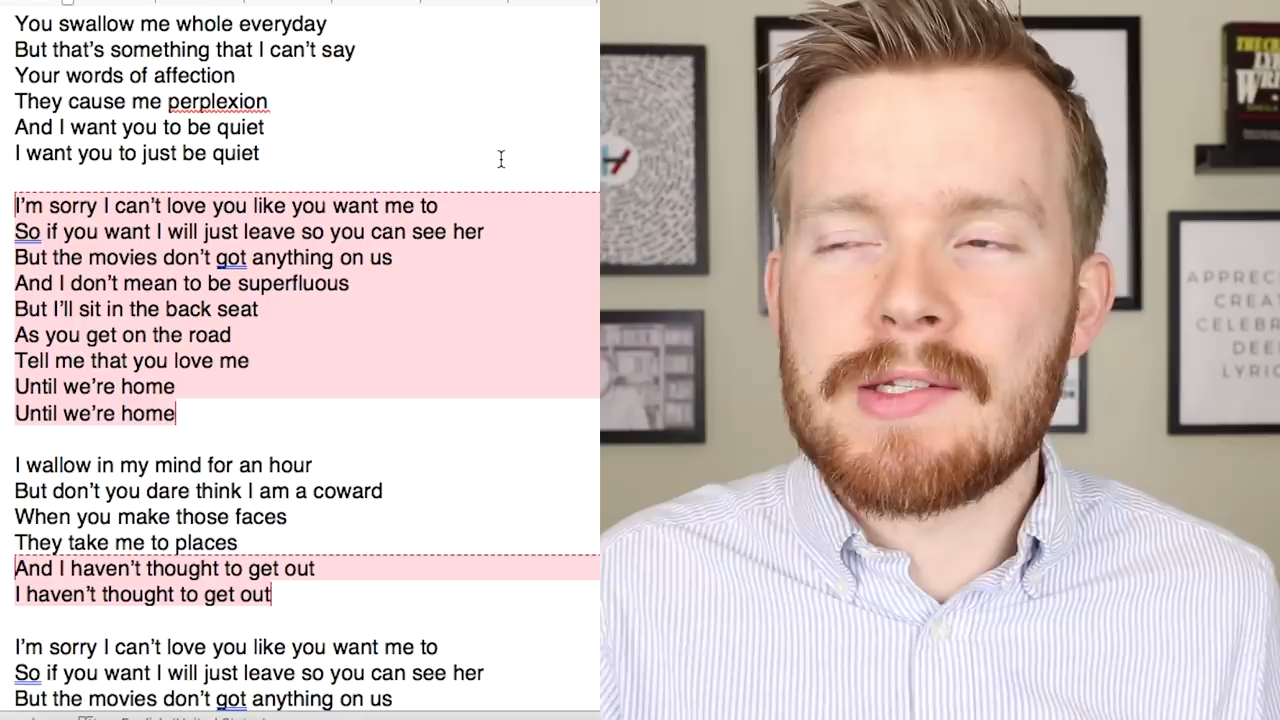 You swallow me whole everyday
But that's something that I can't say
Your words of affection
They cause me perplexion
And I want you to be quiet
I want you to just be quiet
I'm sorry I can't love you like you want me to
So if you want I will just leave so you can see her
But the movies don't got anything on us
And I don't mean to be superfluous
But I'll sit in the back seat
As you get on the road
Tell me that you love me
Until we're home
Until we're home
I wallow in my mind for an hour
But don't you dare think I am a coward
When you make those faces
They take me to places
And I haven't thought to get out
I haven't thought to get out
I'm sorry I can't love you like you want me to
So if you want I will just leave so you can see her
But the movies don't got anything on us